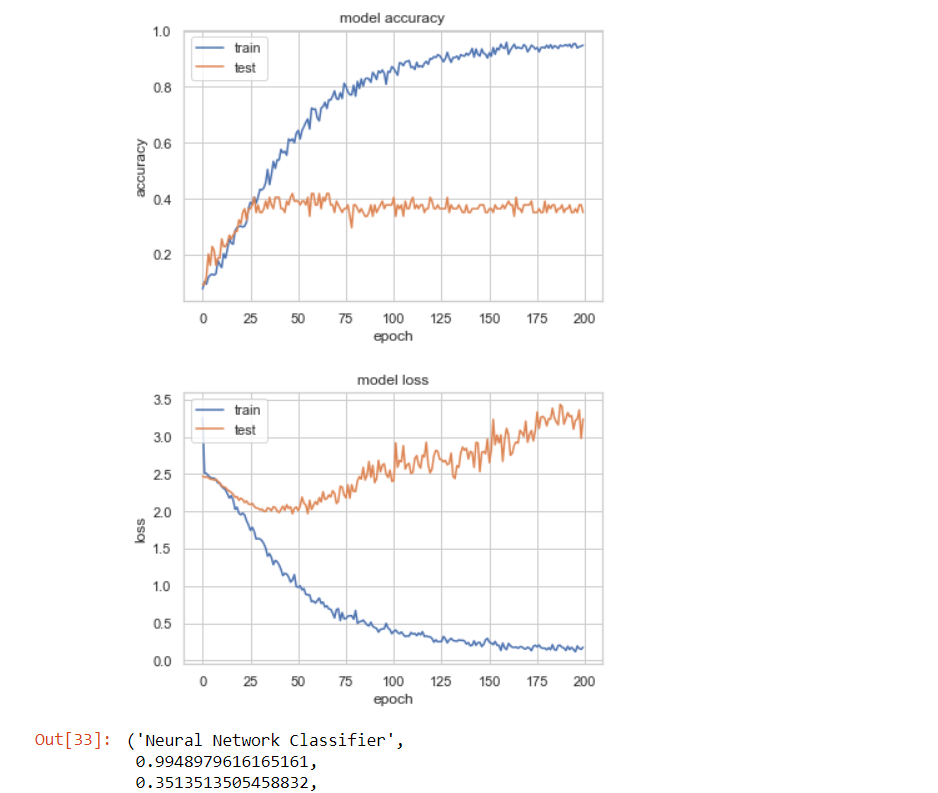 model accuracy
1.0
0.8
0.6
0.4
0.2
accuracy
train
test
0 25 50 75 100 125 150 175 200
epoch
model loss
3.5
3.0
2.5
2.0
1.5
1.0
0.5
0.0
loss
train
test
0 25 50 75 100 125 150 175 200
epoch
Out[33]: ('Neural Network Classifier',
0.9948979616165161,
0.3513513505458832,